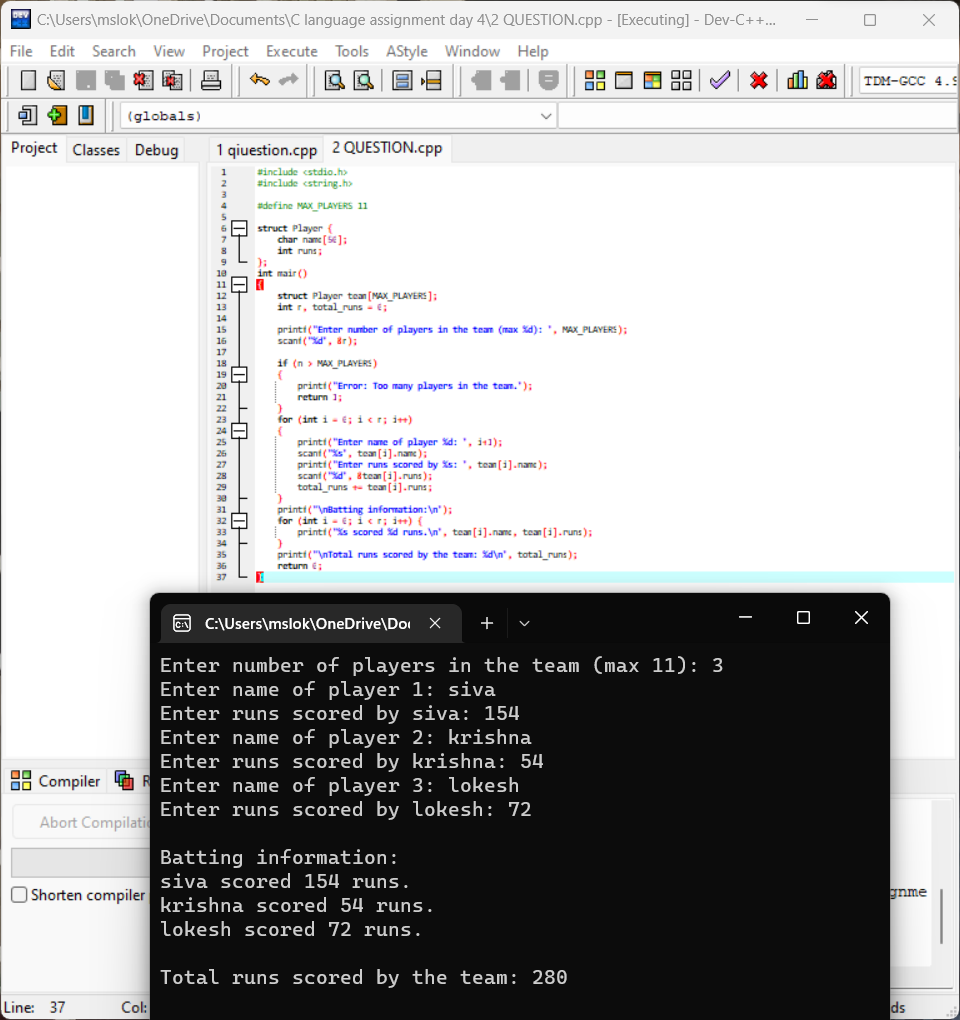 C:\Users\mslok\OneDrive\Documents\C language assignment day 4\2 QUESTION.cpp - [Executing] - Dev-C++...
File Edit Search View Project Execute Tools AStyle Window Help
TDM-GCC 4.9
(globals)
Project Classes Debug 1 qiuestion.cpp 2 QUESTION.cpp
1 #include <stdio.h>
2 #include <string.h>
3
4 #define MAX_PLAYERS 11
5
6 struct Player {
7 char name[50];
8 int runs;
9 };
10 int main()
11 {
12 struct Player team[MAX_PLAYERS];
13 int n, total_runs = 0;
14
15 printf("Enter number of players in the team (max %d): ", MAX_PLAYERS);
16 scanf("%d", &n);
17
18 if (n > MAX_PLAYERS)
19 {
20 printf("Error: Too many players in the team.");
21 return 1;
22 }
23 for (int i = 0; i < n; i++)
24 {
25 printf("Enter name of player %d: ", i+1);
26 scanf("%s", team[i].name);
27 printf("Enter runs scored by %s: ", team[i].name);
28 scanf("%d", &team[i].runs);
29 total_runs += team[i].runs;
30 }
31 printf("\nBatting information:\n");
32 for (int i = 0; i < n; i++) {
33 printf("%s scored %d runs.\n", team[i].name, team[i].runs);
34 }
35 printf("\nTotal runs scored by the team: %d\n", total_runs);
36 return 0;
37 }
C:\Users\mslok\OneDrive\Doc
Enter number of players in the team (max 11): 3
Enter name of player 1: siva
Enter runs scored by siva: 154
Enter name of player 2: krishna
Enter runs scored by krishna: 54
Enter name of player 3: lokesh
Enter runs scored by lokesh: 72
Batting information:
siva scored 154 runs.
krishna scored 54 runs.
lokesh scored 72 runs.
Total runs scored by the team: 280
Compiler R
Abort Compilati
Shorten compiler
gnme
Line: 37 Col:
ds